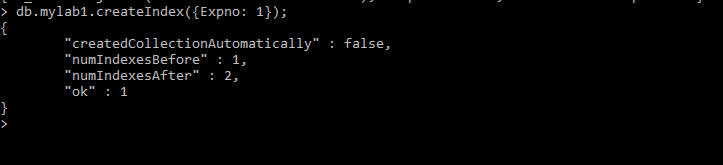 > db.mylab1.createIndex({Expno: 1});
{
        "createdCollectionAutomatically" : false,
        "numIndexesBefore" : 1,
        "numIndexesAfter" : 2,
        "ok" : 1
}
>